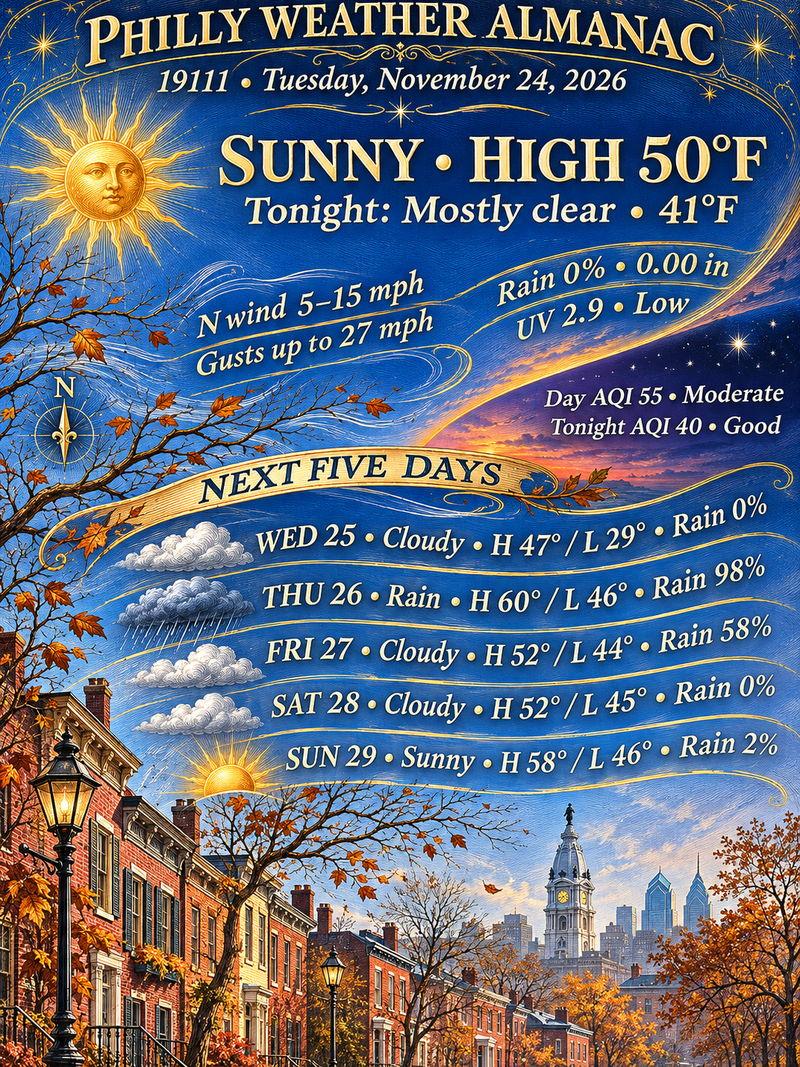 PHILLY WEATHER ALMANAC
19111 • Tuesday, November 24, 2026
SUNNY • HIGH 50°F
Tonight: Mostly clear • 41°F
N wind 5–15 mph
Gusts up to 27 mph
Rain 0% • 0.00 in
UV 2.9 • Low
N
Day AQI 55 • Moderate
Tonight AQI 40 • Good
NEXT FIVE DAYS
WED 25 • Cloudy • H 47° / L 29° • Rain 0%
THU 26 • Rain • H 60° / L 46° • Rain 98%
FRI 27 • Cloudy • H 52° / L 44° • Rain 58%
SAT 28 • Cloudy • H 52° / L 45° • Rain 0%
SUN 29 • Sunny • H 58° / L 46° • Rain 2%